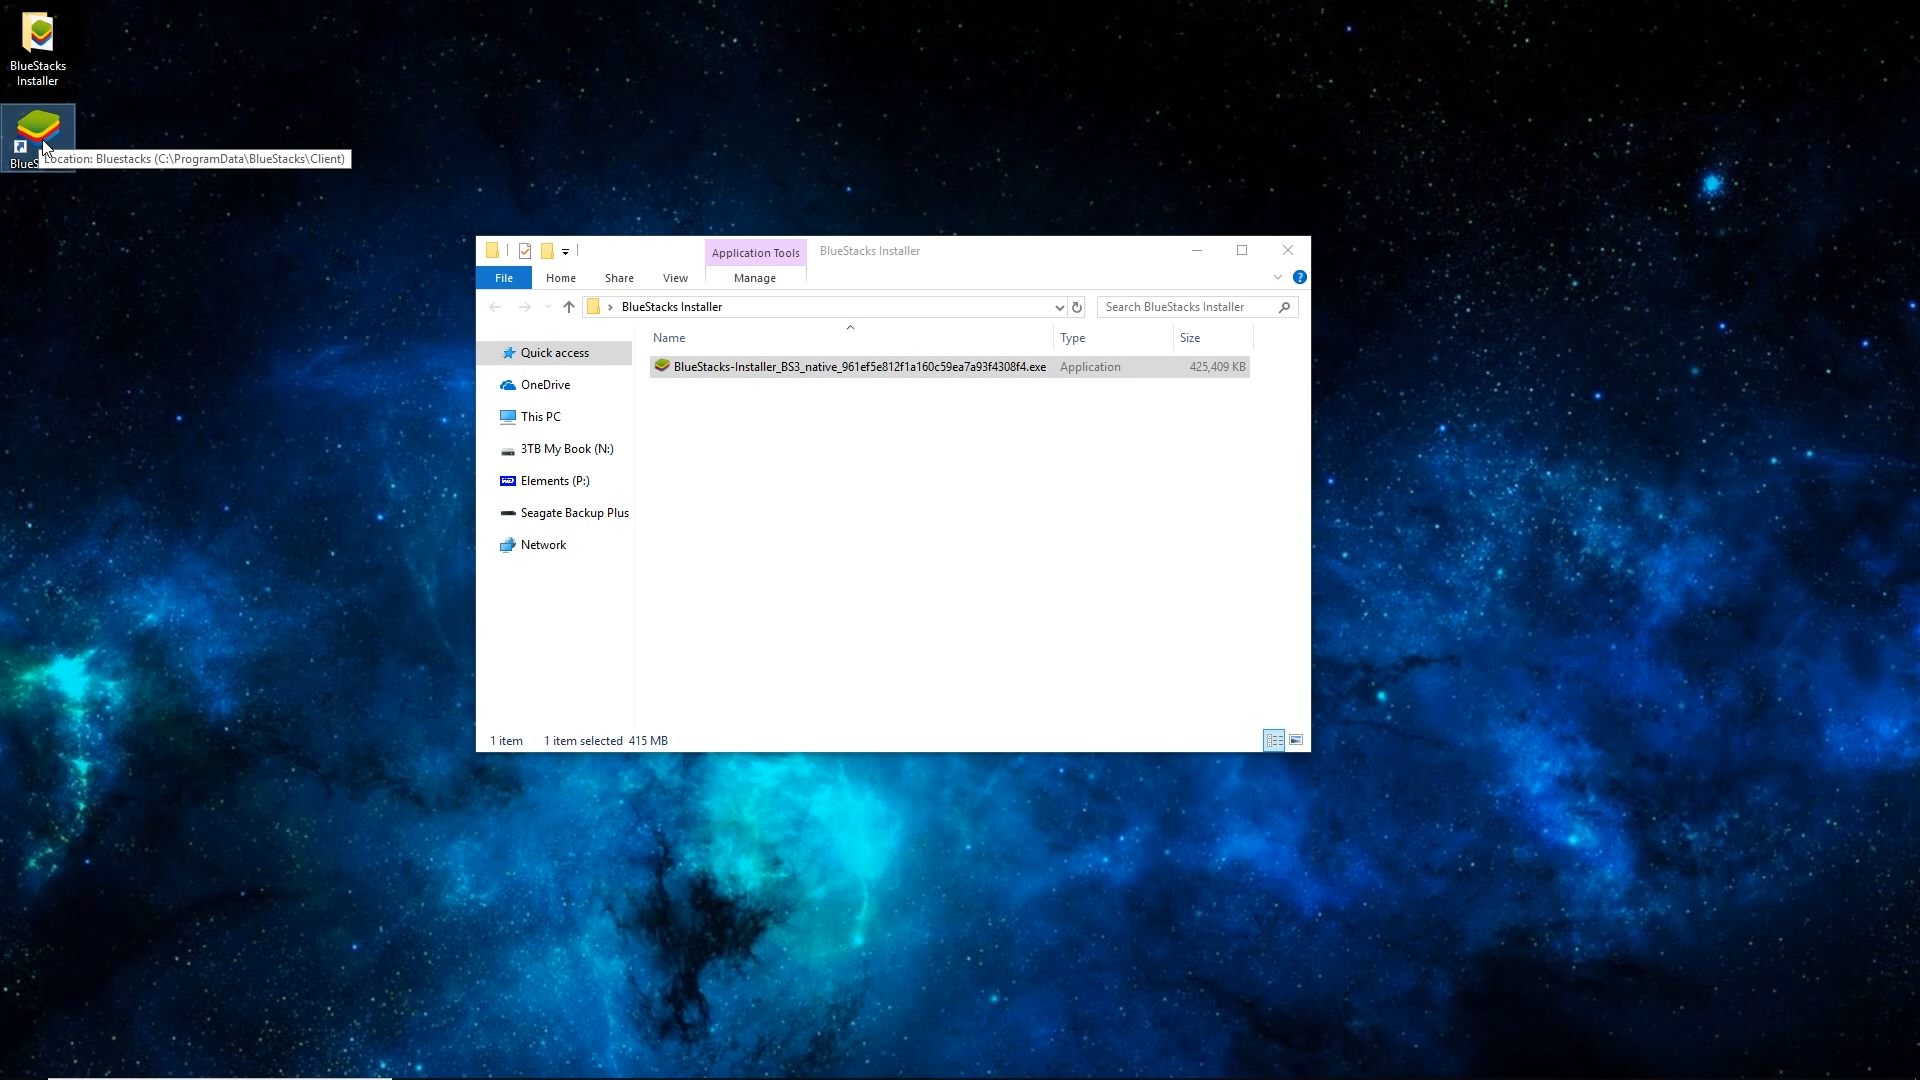 BlueStacks
Installer
BlueS
Location: Bluestacks (C:\ProgramData\BlueStacks\Client)
Application Tools
BlueStacks Installer
File
Home
Share
View
Manage
BlueStacks Installer
Search BlueStacks Installer
Name
Type
Size
Quick access
BlueStacks-Installer_BS3_native_961ef5e812f1a160c59ea7a93f4308f4.exe
Application
425,409 KB
OneDrive
This PC
3TB My Book (N:)
Elements (P:)
Seagate Backup Plus
Network
1 item
1 item selected
415 MB